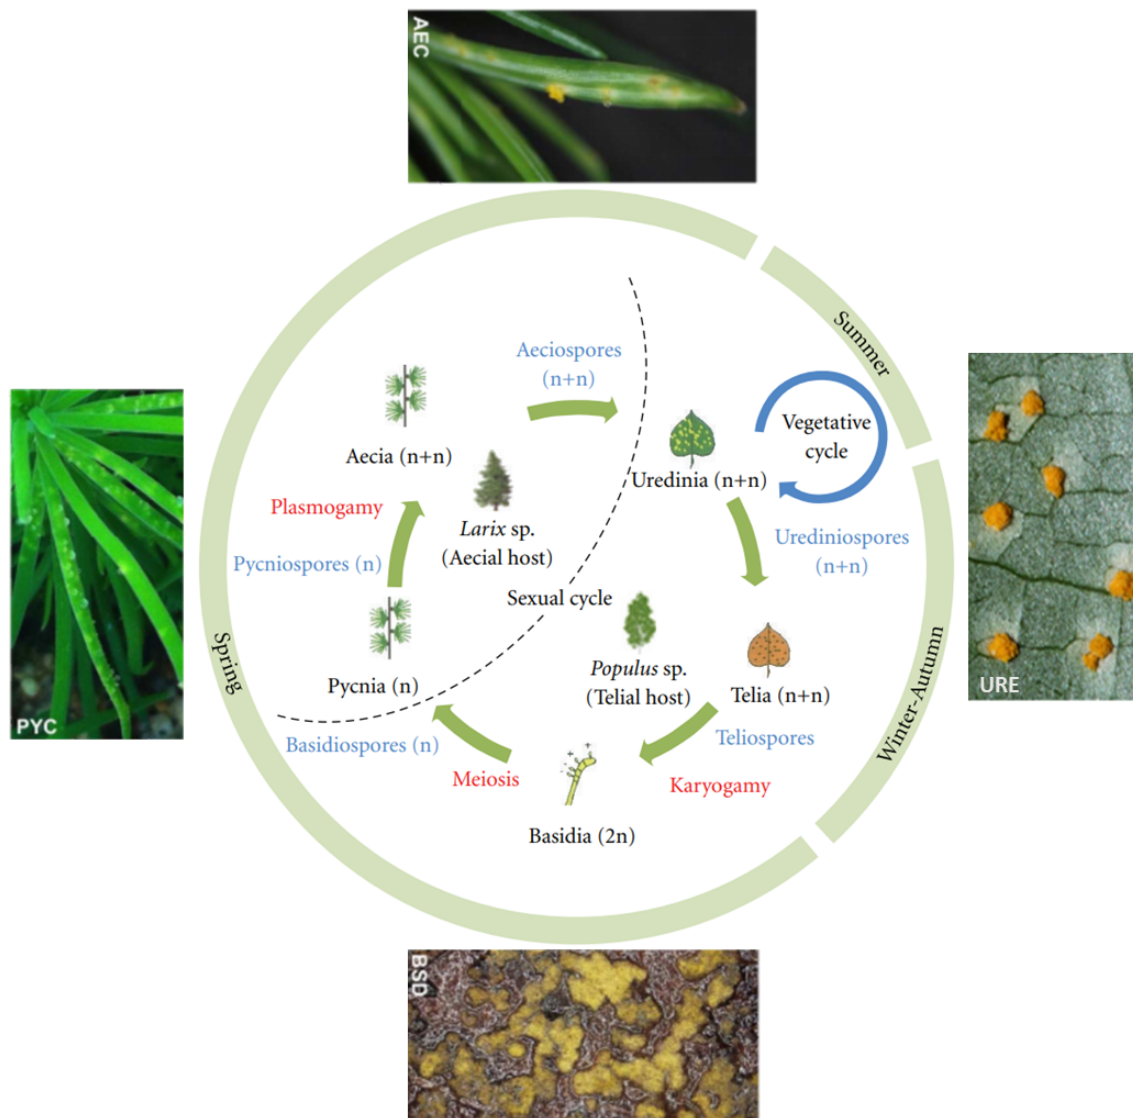 AEC
Summer
Aeciospores
(n+n)
Vegetative
cycle
Aecia (n+n)
Uredinia (n+n)
Plasmogamy
Larix sp.
(Aecial host)
Urediniospores
(n+n)
Pycniospores (n)
Sexual cycle
Spring
Populus sp.
(Telial host)
Pycnia (n)
Telia (n+n)
URE
PYC
Winter-Autumn
Basidiospores (n)
Teliospores
Meiosis
Karyogamy
+
-
+
-
Basidia (2n)
BSD